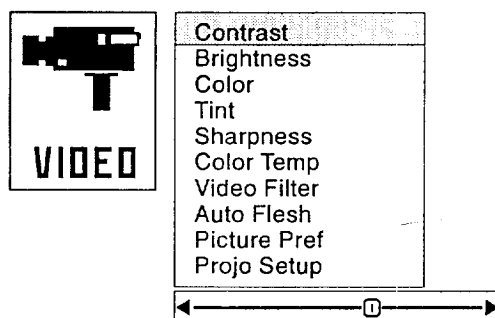 VIDEO
Contrast
Brightness
Color
Tint
Sharpness
Color Temp
Video Filter
Auto Flesh
Picture Pref
Projo Setup